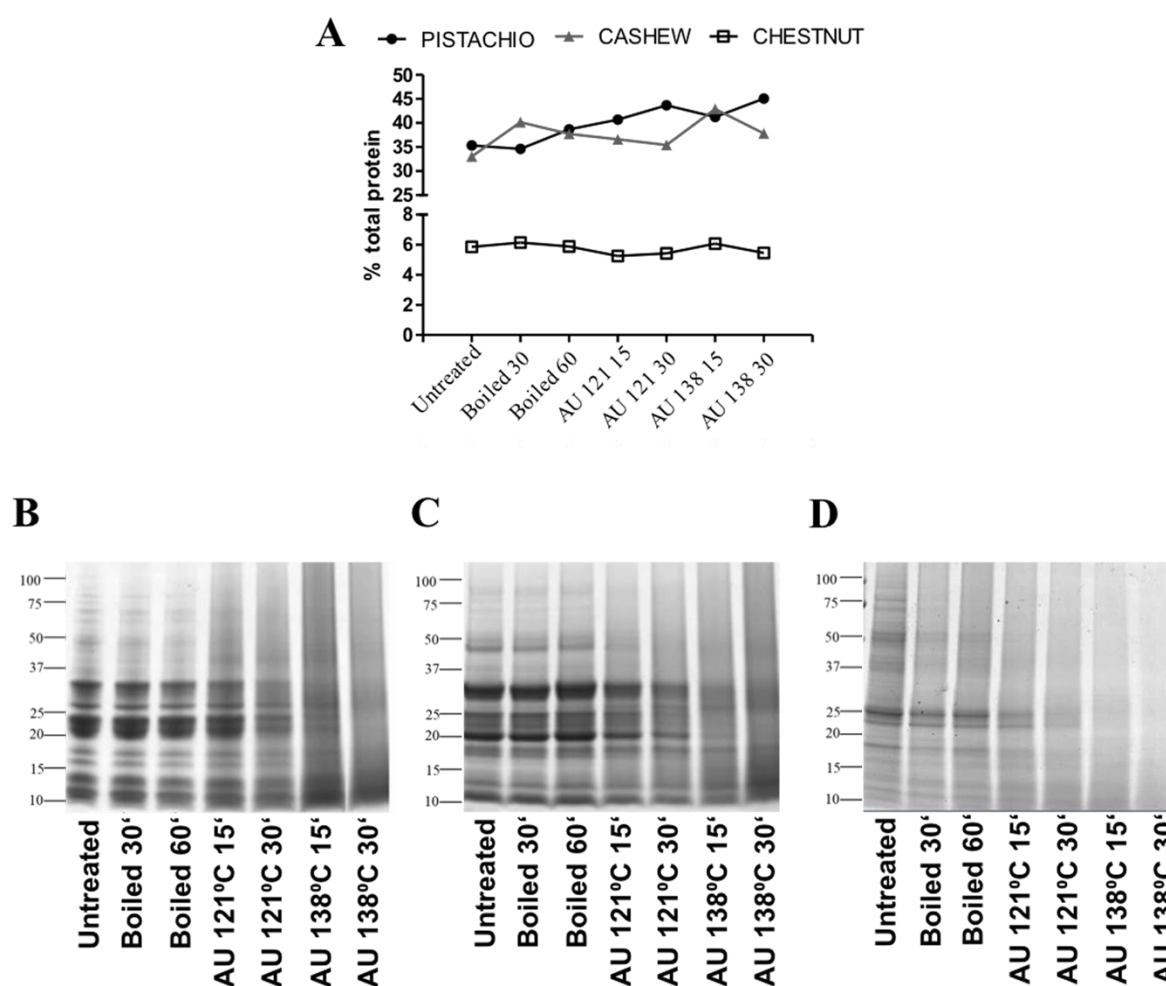 A
PISTACHIO CASHEW CHESTNUT
50
45
40
35
30
25
8
6
4
2
0
% total protein
Untreated
Boiled 30
Boiled 60
AU 121 15
AU 121 30
AU 138 15
AU 138 30
B
100
75
50
37
25
20
15
10
Untreated
Boiled 30‘
Boiled 60‘
AU 121ºC 15‘
AU 121ºC 30‘
AU 138ºC 15‘
AU 138ºC 30‘
C
100
75
50
37
25
20
15
10
Untreated
Boiled 30‘
Boiled 60‘
AU 121ºC 15‘
AU 121ºC 30‘
AU 138ºC 15‘
AU 138ºC 30‘
D
100
75
50
37
25
20
15
10
Untreated
Boiled 30‘
Boiled 60‘
AU 121ºC 15‘
AU 121ºC 30‘
AU 138ºC 15‘
AU 138ºC 30‘